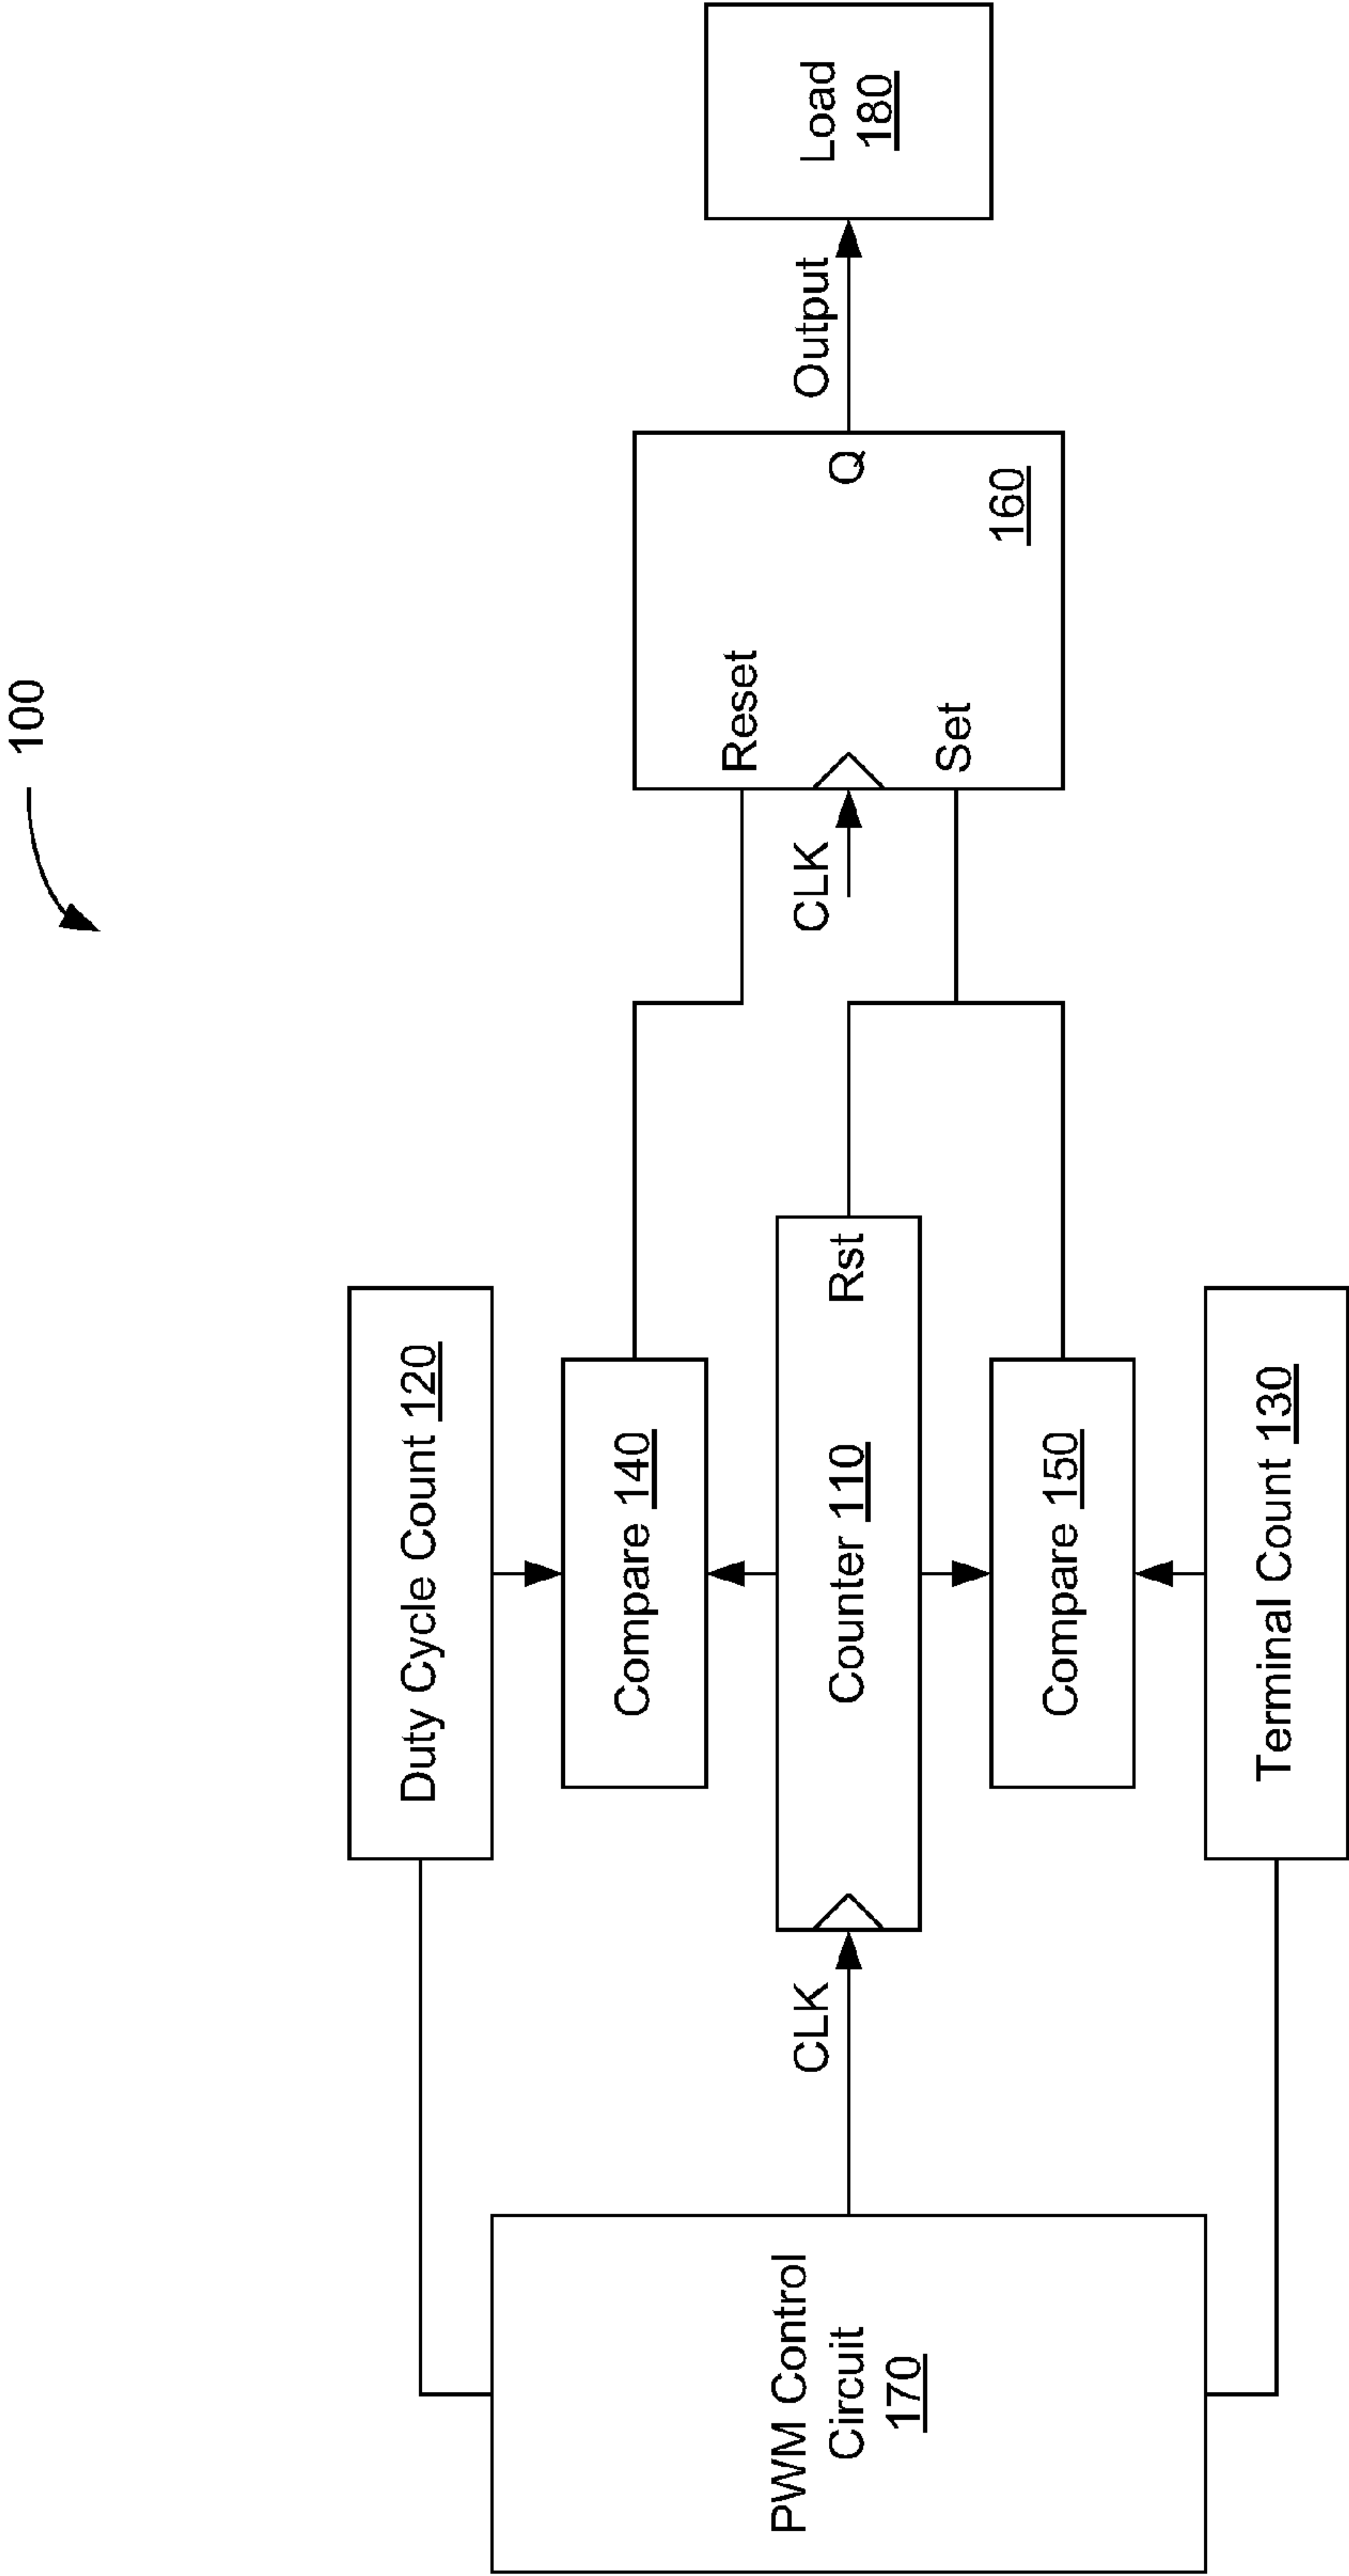 100
Duty Cycle Count 120
Compare 140
Reset
PWM Control
Circuit
170
CLK
Counter 110
Rst
CLK
Q
Output
Load
180
Set
160
Compare 150
Terminal Count 130